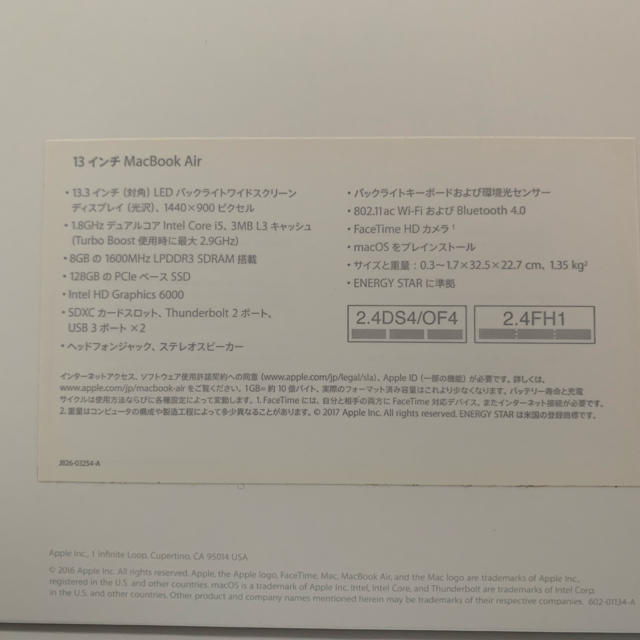 13 インチ MacBook Air
• 13.3 インチ (対角) LED バックライトワイドスクリーン
ディスプレイ (光沢)、1440×900 ピクセル
• 1.8GHz デュアルコア Intel Core i5、3MB L3 キャッシュ
(Turbo Boost 使用時に最大 2.9GHz)
• 8GB の 1600MHz LPDDR3 SDRAM 搭載
• 128GB の PCIe ベース SSD
• Intel HD Graphics 6000
• SDXC カードスロット、Thunderbolt 2 ポート、
USB 3 ポート ×2
• ヘッドフォンジャック、ステレオスピーカー
• バックライトキーボードおよび環境光センサー
• 802.11ac Wi-Fi および Bluetooth 4.0
• FaceTime HD カメラ¹
• macOS をプレインストール
• サイズと重量：0.3〜1.7×32.5×22.7 cm、1.35 kg²
• ENERGY STAR に準拠
2.4DS4/OF4
2.4FH1
インターネットアクセス、ソフトウェア使用許諾契約への同意 (www.apple.com/jp/legal/sla)、Apple ID (一部の機能) が必要です。詳しくは、
www.apple.com/jp/macbook-air をご覧ください。1GB=約 10 億バイト、実際のフォーマット済み容量はこれより少なくなります。バッテリー寿命と充電
サイクルは使用方法ならびに各種設定によって変動します。1. FaceTime には、自分と相手の両方に FaceTime 対応デバイス、またインターネット接続が必要です。
2. 重量はコンピュータの構成や製造工程によって多少異なることがあります。© 2017 Apple Inc. All rights reserved. ENERGY STAR は米国の登録商標です。
J826-03254-A
Apple Inc., 1 Infinite Loop, Cupertino, CA 95014 USA
© 2016 Apple Inc. All rights reserved. Apple, the Apple logo, FaceTime, Mac, MacBook Air, and the Mac logo are trademarks of Apple Inc.,
registered in the U.S. and other countries. macOS is a trademark of Apple Inc. Intel, Intel Core, and Thunderbolt are trademarks of Intel Corp.
in the U.S. and other countries. Other product and company names mentioned herein may be trademarks of their respective companies. 602-01134-A